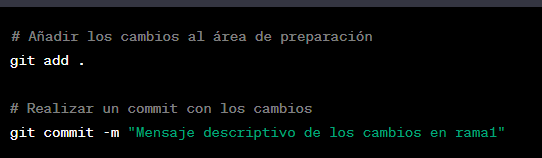 # Añadir los cambios al área de preparación
git add .
# Realizar un commit con los cambios
git commit -m "Mensaje descriptivo de los cambios en rama1"